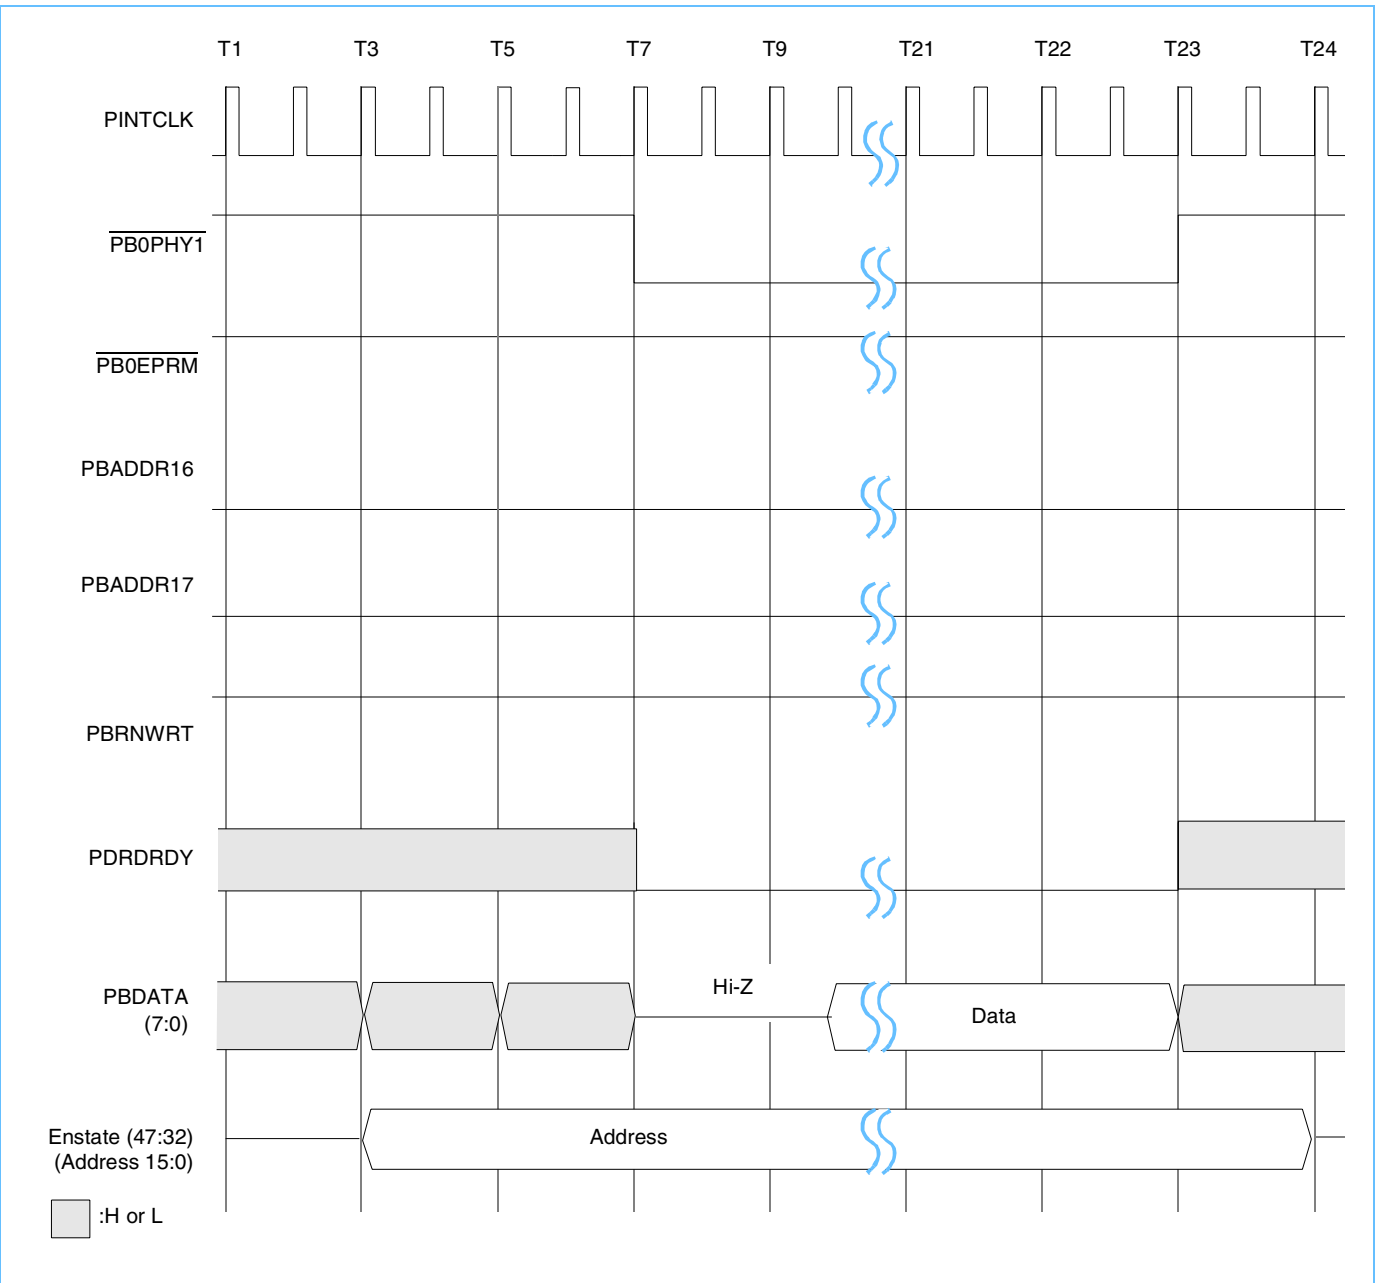 T1 T3 T5 T7 T9 T21 T22 T23 T24
PINTCLK
PB0PHY1
PB0EPRM
PBADDR16
PBADDR17
PBRNWRT
PDRDRDY
Hi-Z
PBDATA
(7:0)
Data
Enstate (47:32)
Address
(Address 15:0)
:H or L